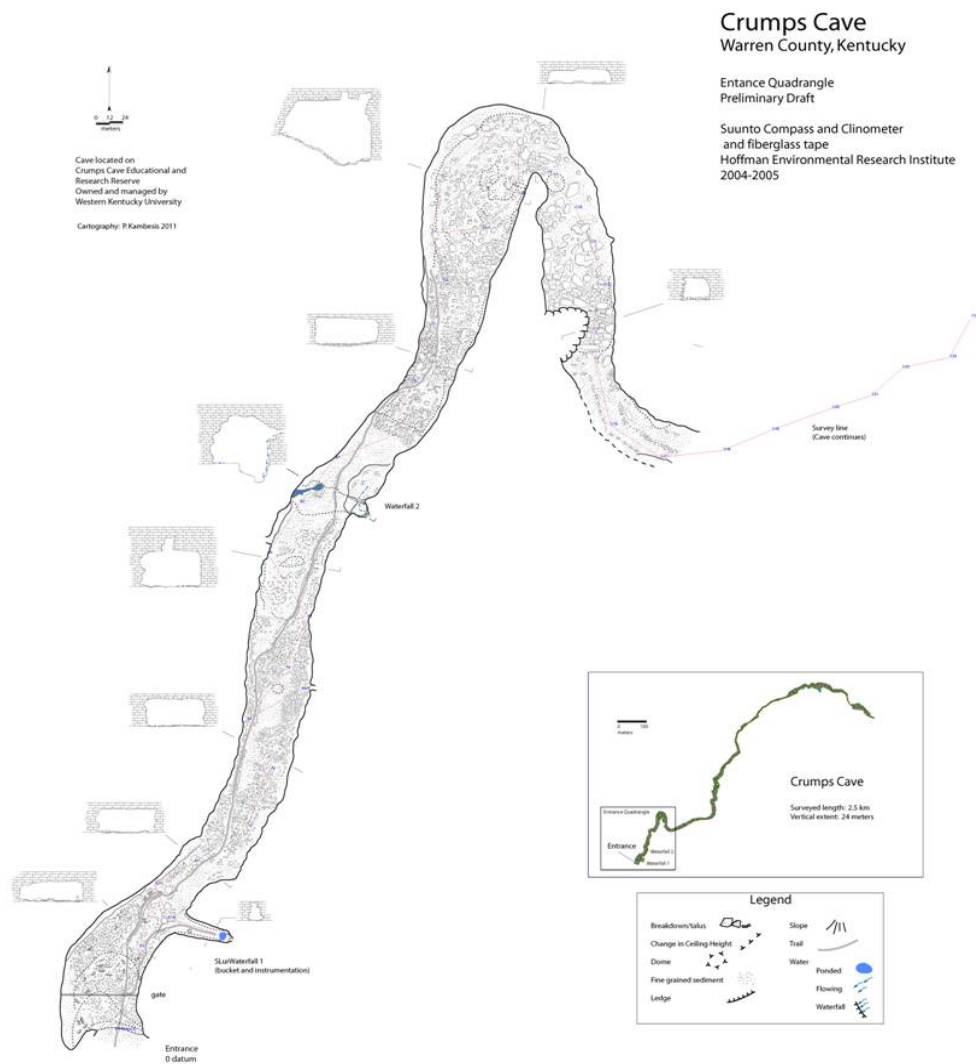 Crumps Cave
Warren County, Kentucky
Entance Quadrangle
Preliminary Draft
Suunto Compass and Clinometer
and fiberglass tape
Hoffman Environmental Research Institute
2004-2005
0 12 24
meters
Cave located on
Crumps Cave Educational and
Research Reserve
Owned and managed by
Western Kentucky University
Cartography: P.Kambesis 2011
Survey line
(Cave continues)
Waterfall 2
SLurWaterfall 1
(bucket and instrumentation)
gate
Entrance
0 datum
0 100
meters
Crumps Cave
Surveyed length: 2.5 km
Vertical extent: 24 meters
Entrance Quadrangle
Entrance
Waterfall 2
Waterfall 1
Legend
Breakdown/talus
Change in Ceiling Height
Dome
Fine grained sediment
Ledge
Slope
Trail
Water
Ponded
Flowing
Waterfall